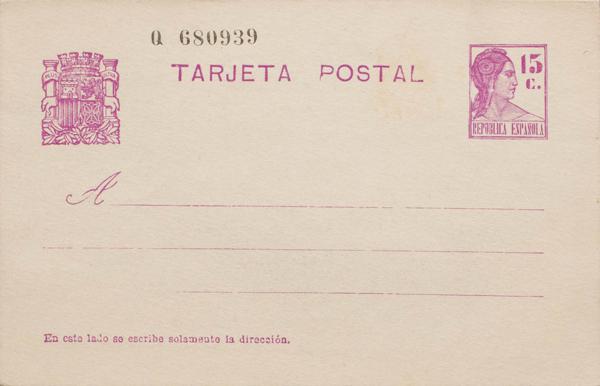 Q 680939
TARJETA POSTAL
15
C.
REPUBLICA ESPAÑOLA
A
En este lado se escribe solamente la dirección.